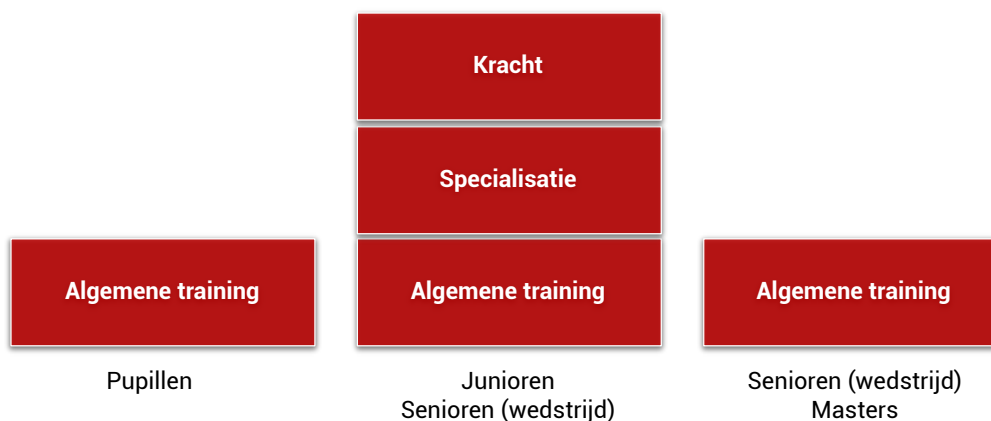 Kracht
Specialisatie
Algemene training
Algemene training
Algemene training
Pupillen
Junioren
Senioren (wedstrijd)
Senioren (wedstrijd)
Masters